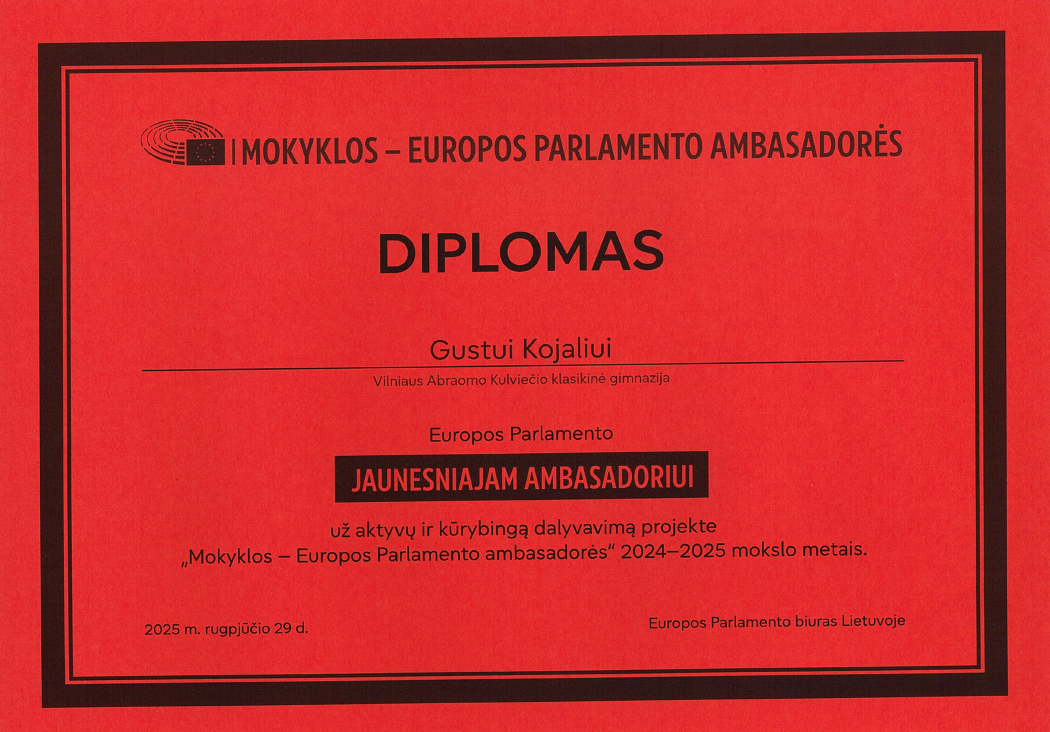 MOKYKLOS – EUROPOS PARLAMENTO AMBASADORĖS
DIPLOMAS
Gustui Kojaliui
Vilniaus Abraomo Kulviečio klasikinė gimnazija
Europos Parlamento
JAUNESNIAJAM AMBASADORIUI
už aktyvų ir kūrybingą dalyvavimą projekte
„Mokyklos – Europos Parlamento ambasadorės“ 2024–2025 mokslo metais.
2025 m. rugpjūčio 29 d.
Europos Parlamento biuras Lietuvoje